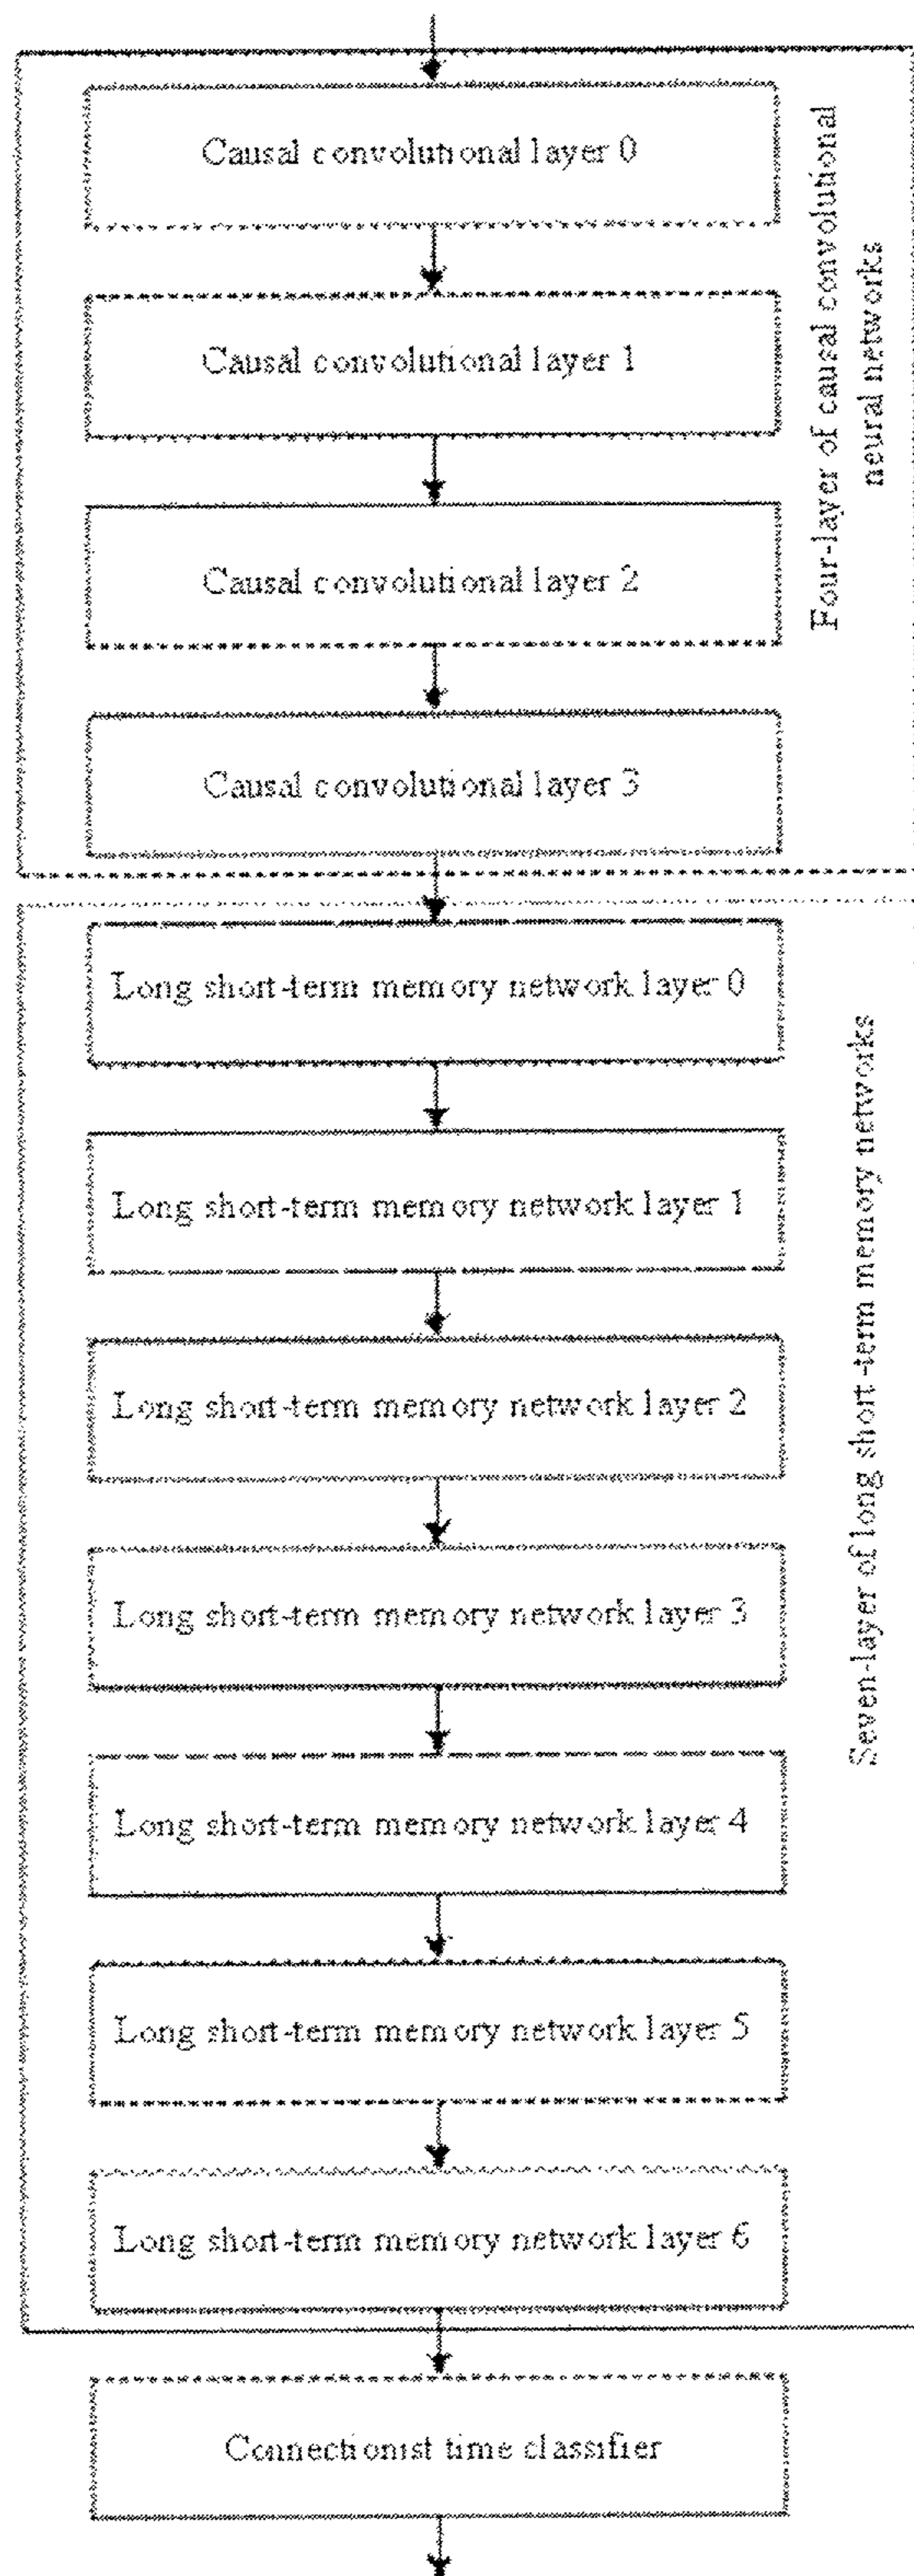 Causal convolutional layer 0
Causal convolutional layer 1
Causal convolutional layer 2
Causal convolutional layer 3
Four-layer of causal convolutional
neural networks
Long short-term memory network layer 0
Long short-term memory network layer 1
Long short-term memory network layer 2
Long short-term memory network layer 3
Long short-term memory network layer 4
Long short-term memory network layer 5
Long short-term memory network layer 6
Seven-layer of long short-term memory networks
Connectionist time classifier